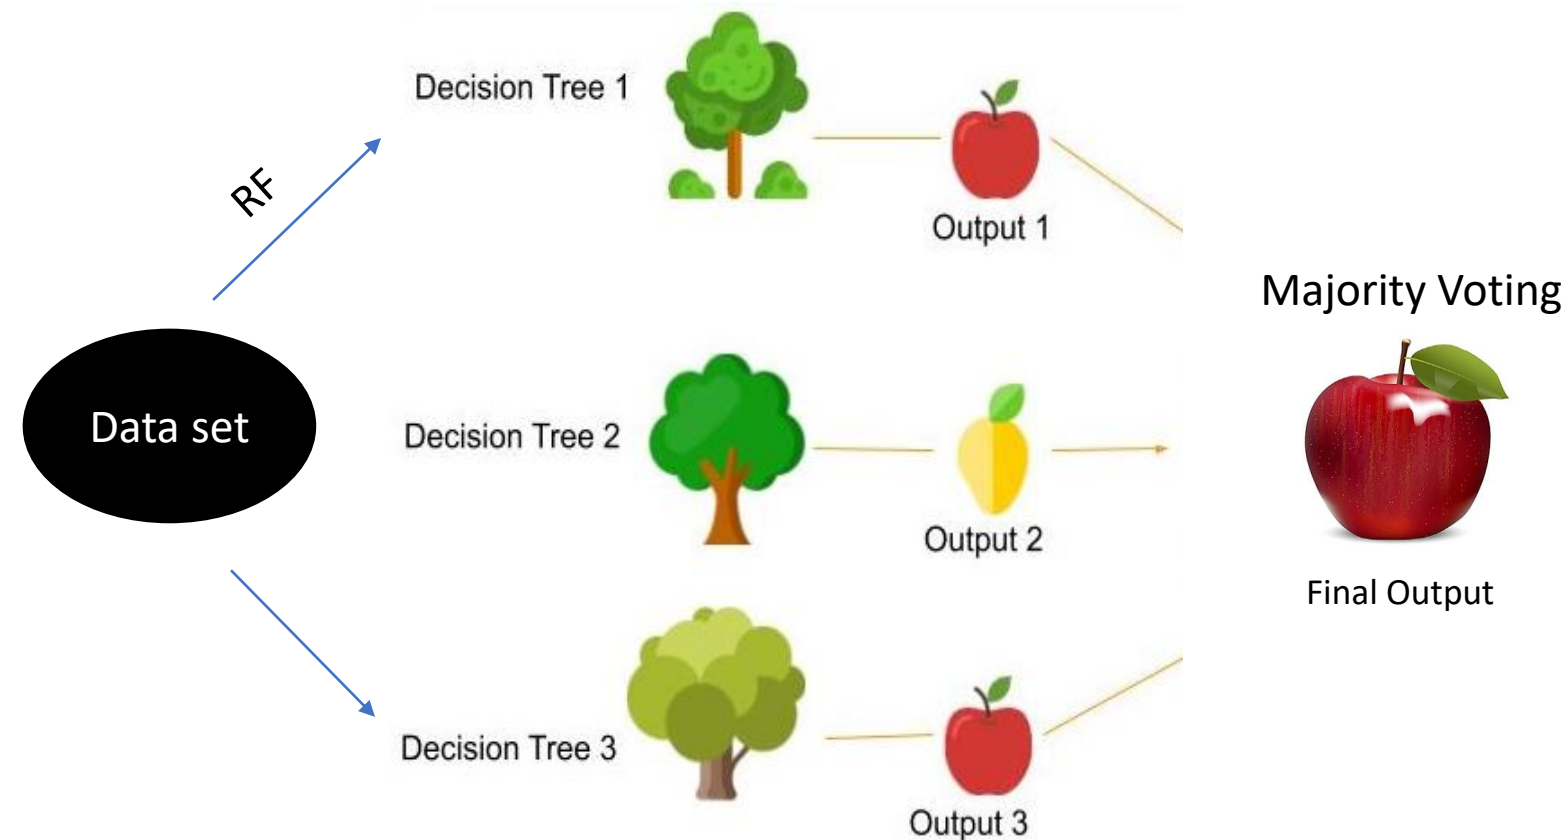 Decision Tree 1
RF
Output 1
Majority Voting
Data set
Decision Tree 2
Output 2
Final Output
Decision Tree 3
Output 3